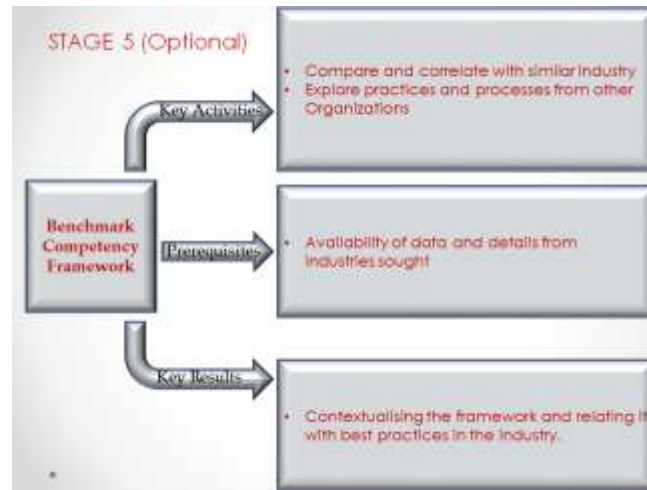 STAGE 5 (Optional)
• Compare and correlate with similar industry
• Explore practices and processes from other
Organizations
Key Activities
Benchmark
Competency
Framework
Prerequisites
• Availability of data and details from
industries sought
Key Results
• Contextualising the framework and relating it
with best practices in the industry.